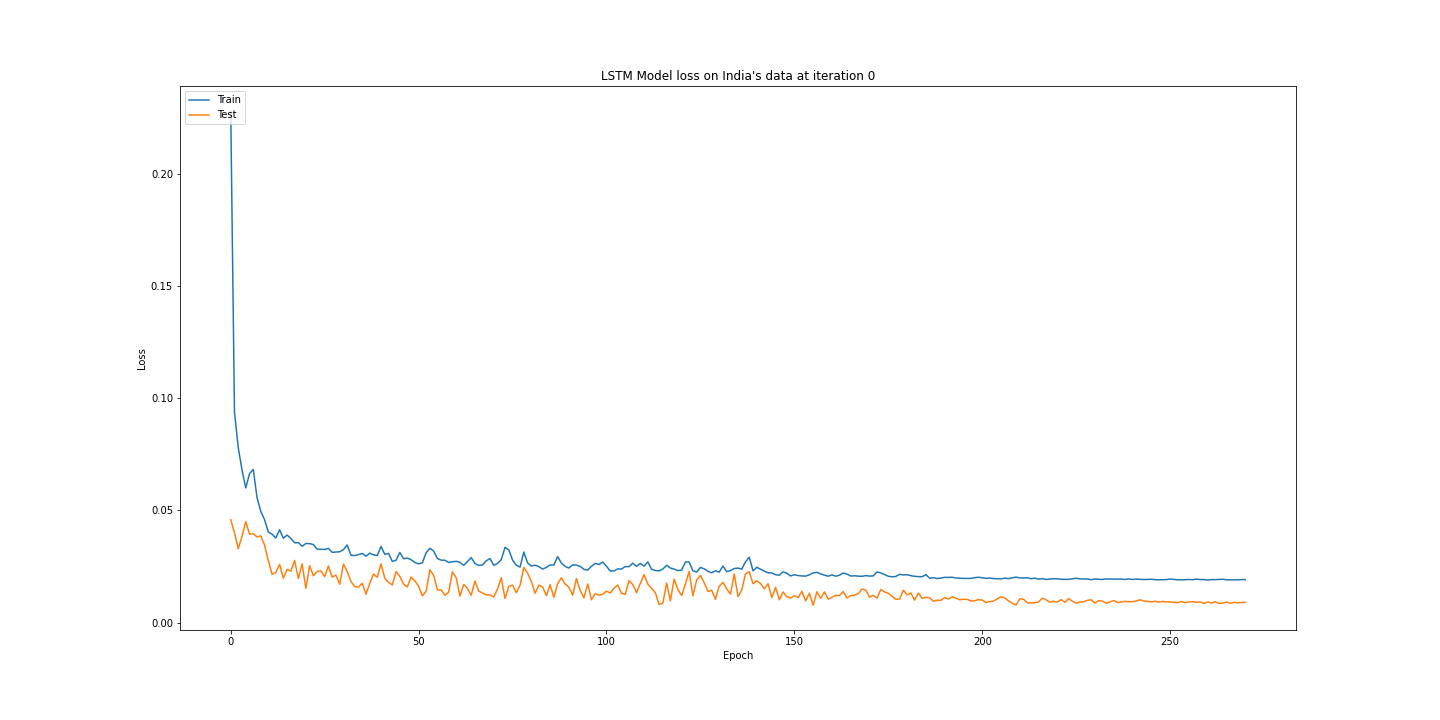 LSTM Model loss on India's data at iteration 0
Train
Test
0.20
0.15
0.10
0.05
0.00
Loss
0 50 100 150 200 250
Epoch